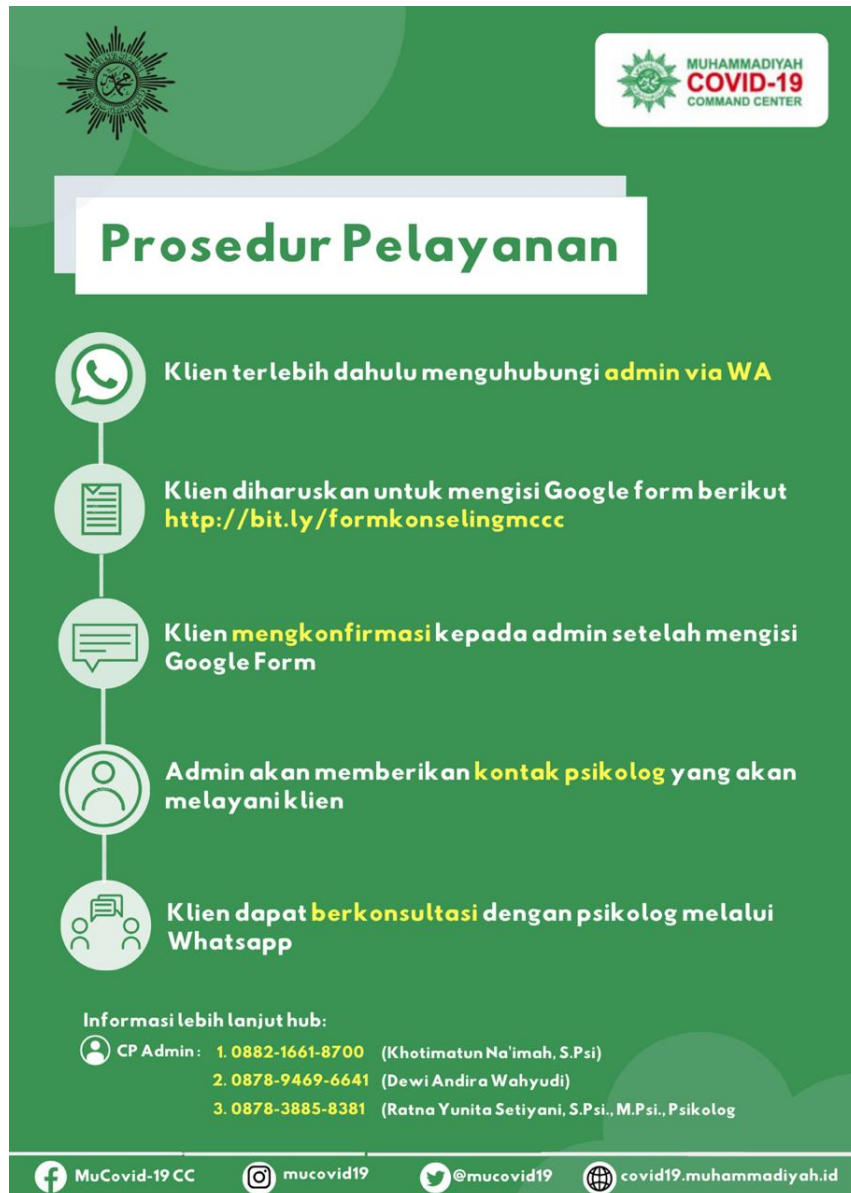 MUHAMMADIYAH
COVID-19
COMMAND CENTER
Prosedur Pelayanan
Klien terlebih dahulu menguhubungi admin via WA
Klien diharuskan untuk mengisi Google form berikut
http://bit.ly/formkonselingmccc
Klien mengkonfirmasi kepada admin setelah mengisi
Google Form
Admin akan memberikan kontak psikolog yang akan
melayani klien
Klien dapat berkonsultasi dengan psikolog melalui
Whatsapp
Informasi lebih lanjut hub:
CP Admin : 1. 0882-1661-8700 (Khotimatun Na'imah, S.Psi)
2. 0878-9469-6641 (Dewi Andira Wahyudi)
3. 0878-3885-8381 (Ratna Yunita Setiyani, S.Psi., M.Psi., Psikolog
MuCovid-19 CC mucovid19 @mucovid19 covid19.muhammadiyah.id